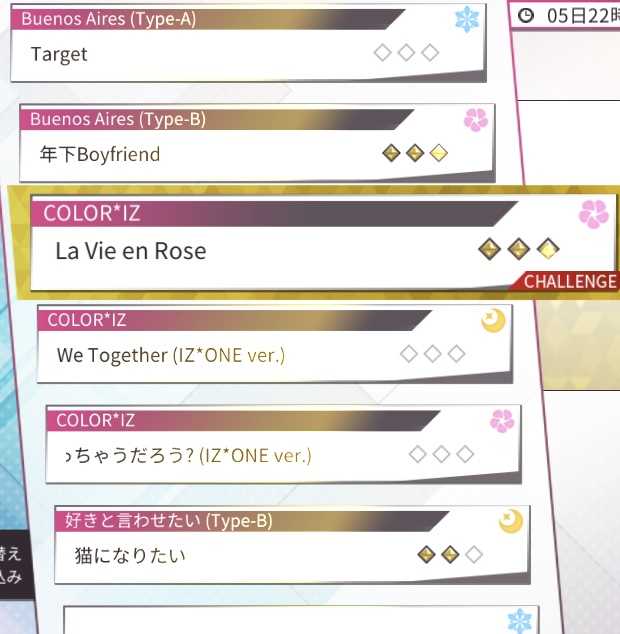 Buenos Aires (Type-A)
05日22時
Target
Buenos Aires (Type-B)
年下Boyfriend
COLOR*IZ
La Vie en Rose
CHALLENGE
COLOR*IZ
We Together (IZ*ONE ver.)
COLOR*IZ
っちゃうだろう? (IZ*ONE ver.)
好きと言わせたい (Type-B)
替え
猫になりたい
込み